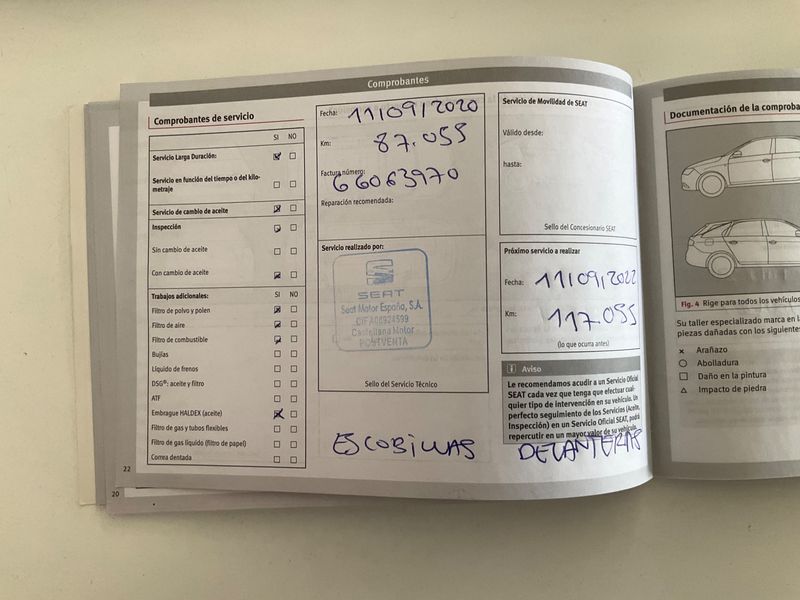 Comprobantes
Comprobantes de servicio
SI NO
Servicio Larga Duración:
Servicio en función del tiempo o del kilo-
metraje
Servicio de cambio de aceite
Inspección
Sin cambio de aceite
Con cambio de aceite
Trabajos adicionales: SI NO
Filtro de polvo y polen
Filtro de aire
Filtro de combustible
Bujías
Líquido de frenos
DSG®: aceite y filtro
ATF
Embrague HALDEX (aceite)
Filtro de gas y tubos flexibles
Filtro de gas líquido (filtro de papel)
Correa dentada
22
20
Fecha: 11/09/2020
Km: 87.055
Factura número: 66063970
Reparación recomendada:
Servicio realizado por:
SEAT
Seat Motor España, S.A.
Castellana Motor
POSTVENTA
Sello del Servicio Técnico
ESCOBILLAS DELANTERAS
Servicio de Movilidad de SEAT
Válido desde:
hasta:
Sello del Concesionario SEAT
Próximo servicio a realizar
Fecha: 11/09/2022
Km: 117.055
(lo que ocurra antes)
i Aviso
Le recomendamos acudir a un Servicio Oficial
SEAT cada vez que tenga que efectuar cual-
quier tipo de intervención en su vehículo. Un
perfecto seguimiento de los Servicios (Aceite,
Inspección) en un Servicio Oficial SEAT, podrá
repercutir en un mayor valor de su vehículo.
Documentación de la comproba
Fig. 4 Rige para todos los vehículos
Su taller especializado marca en l
piezas dañadas con los siguiente
× Arañazo
○ Abolladura
□ Daño en la pintura
△ Impacto de piedra